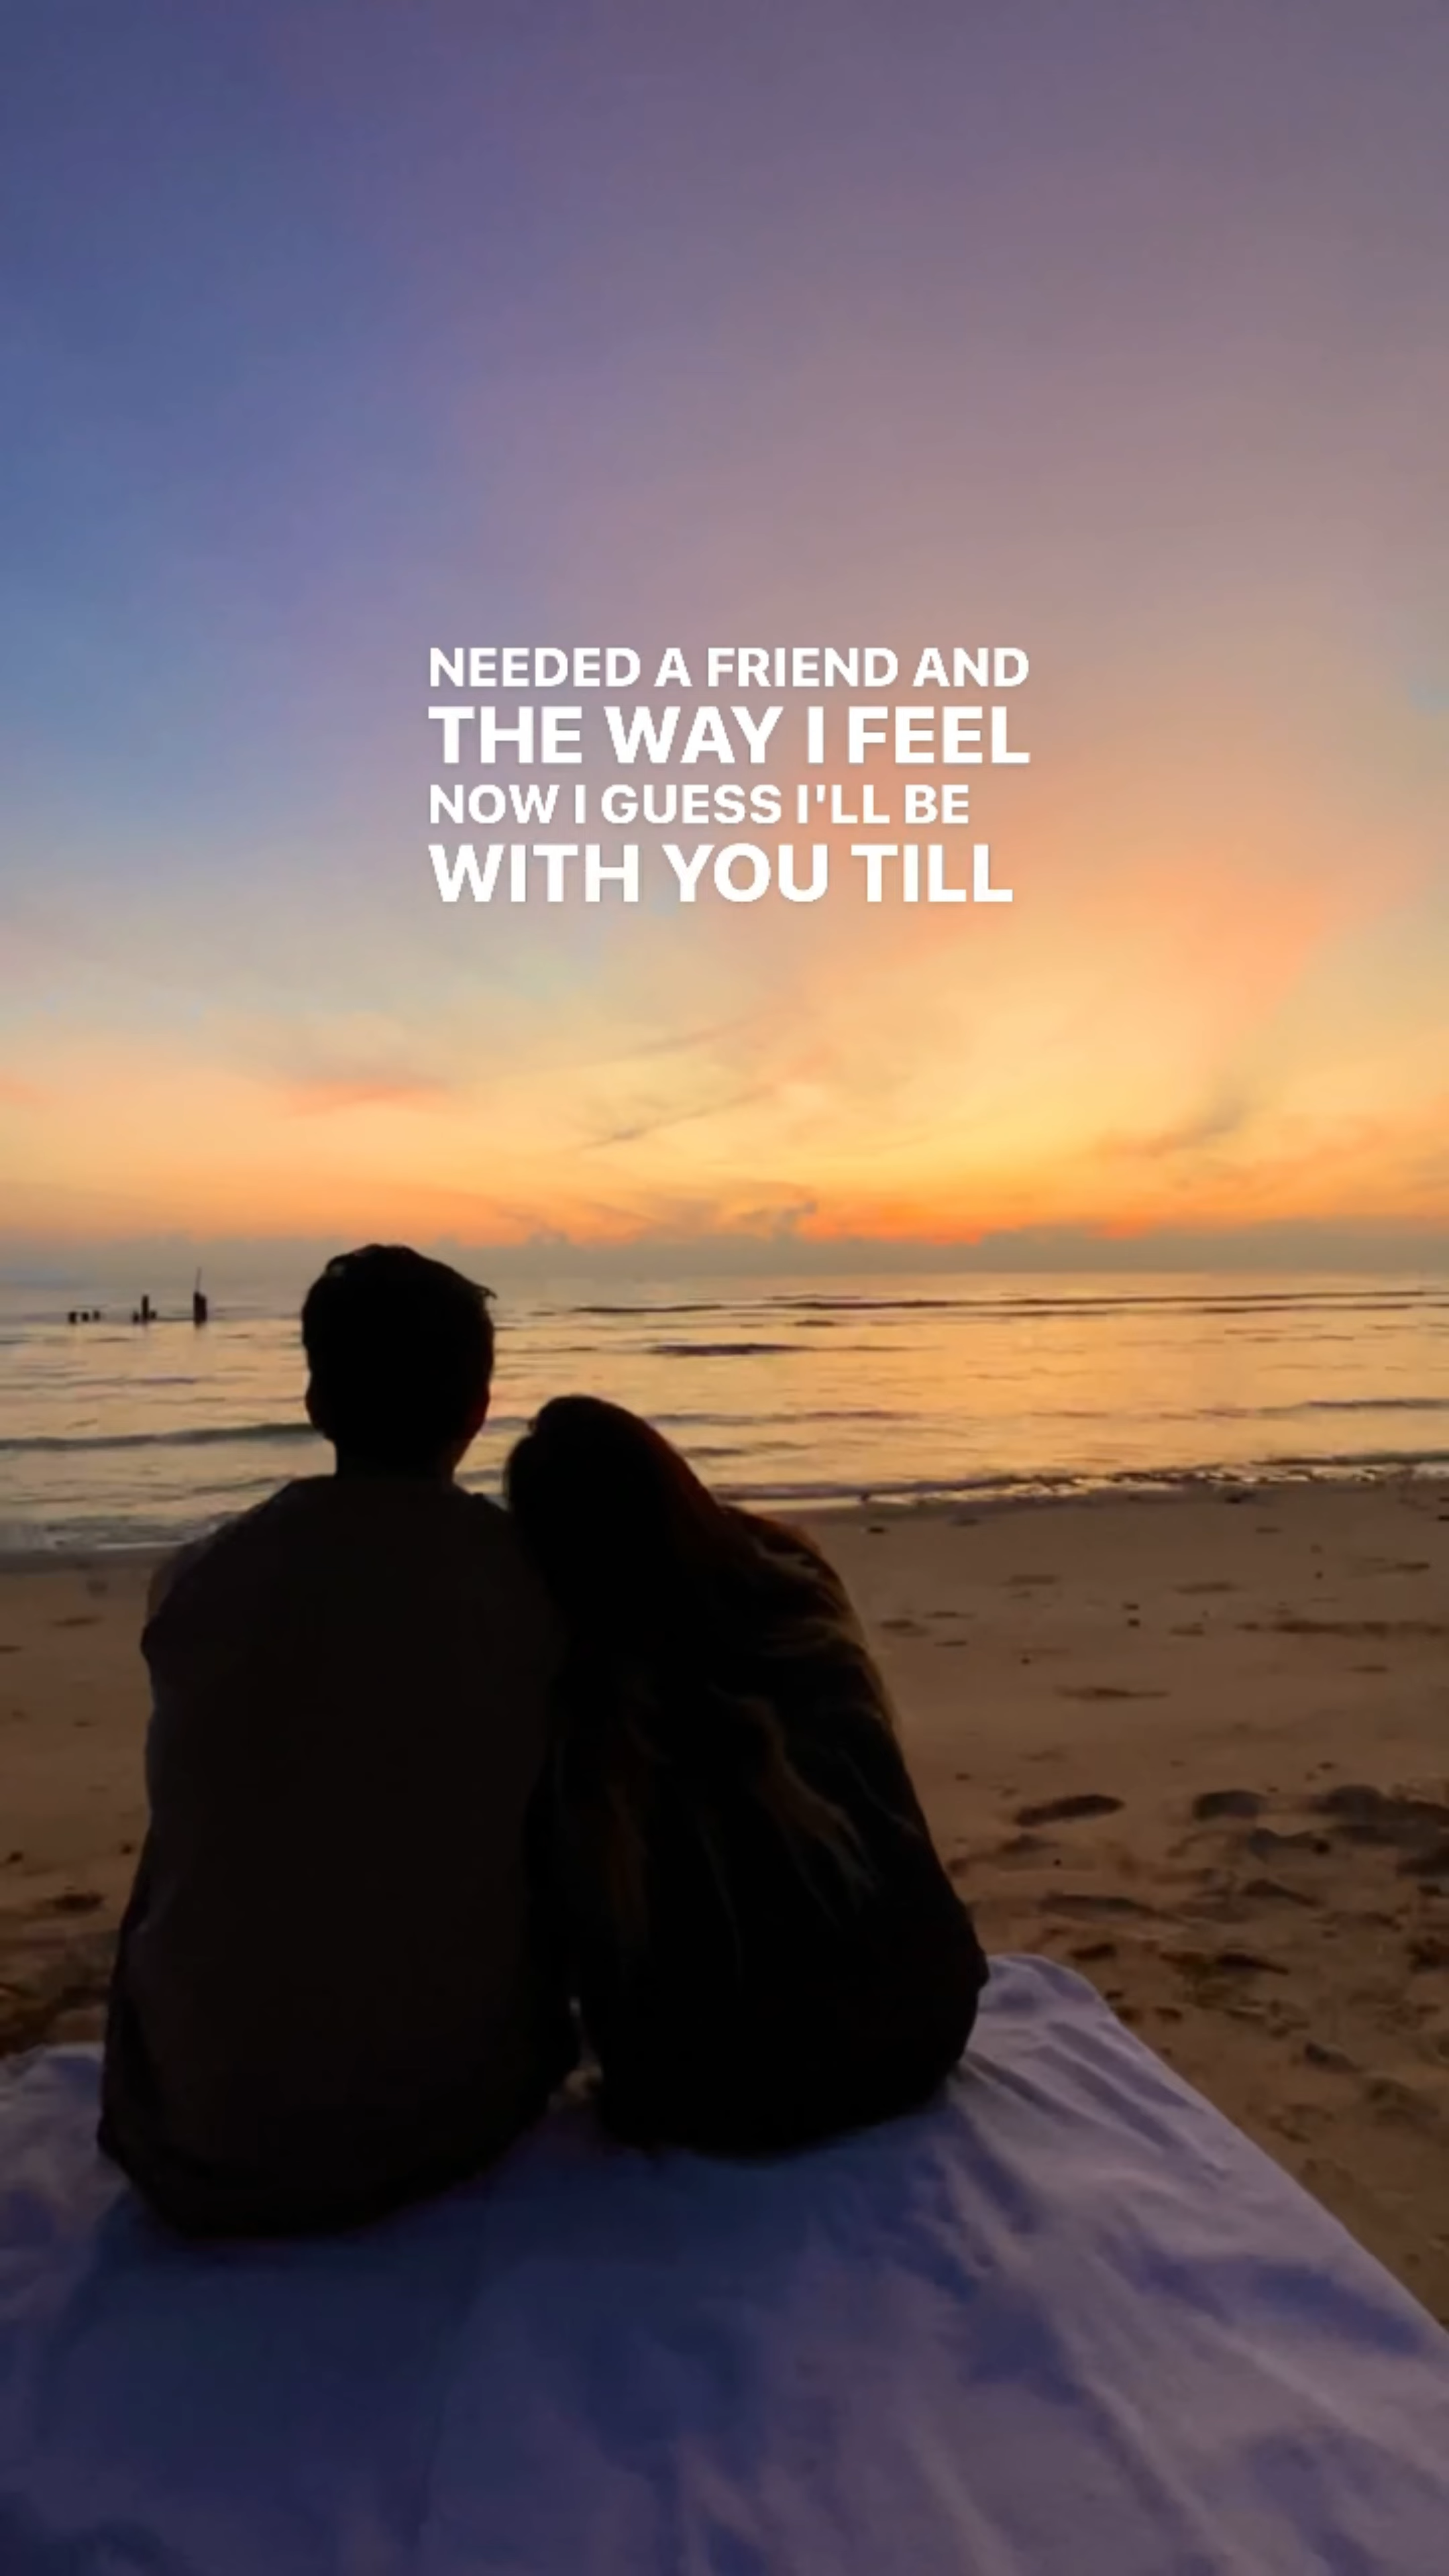 NEEDED A FRIEND AND
THE WAY I FEEL
NOW I GUESS I'LL BE
WITH YOU TILL